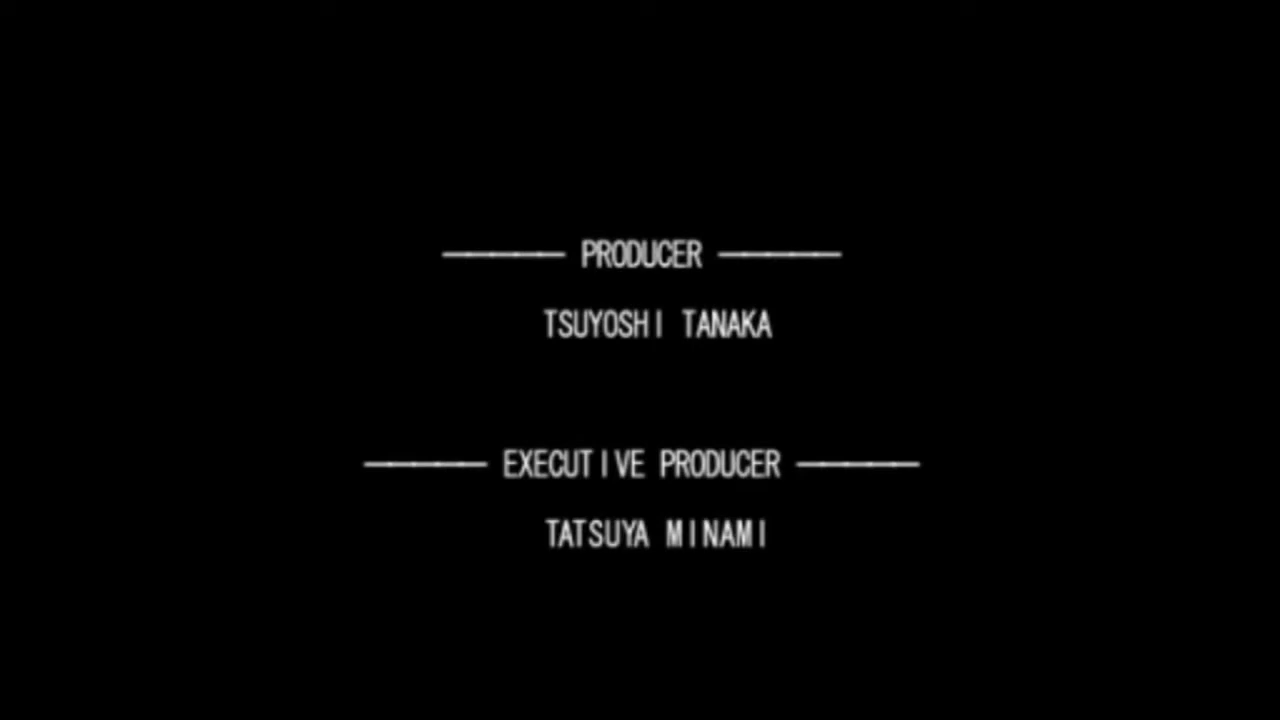 ────── PRODUCER ──────
TSUYOSHI TANAKA
────── EXECUTIVE PRODUCER ──────
TATSUYA MINAMI